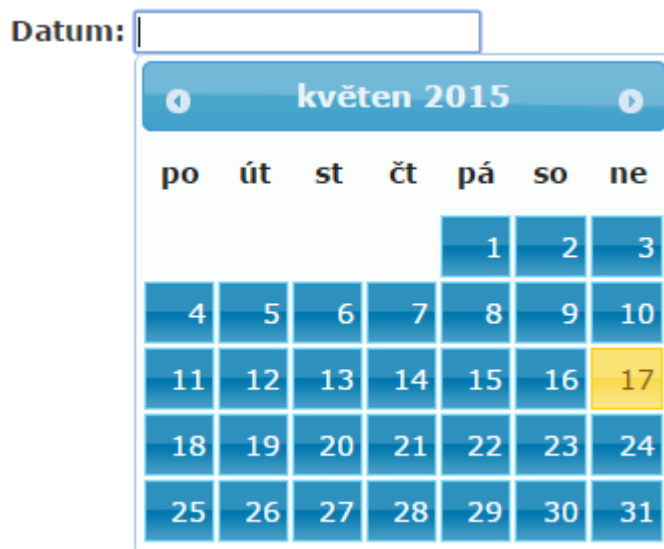 Datum:
květen 2015
po út st čt pá so ne
1 2 3
4 5 6 7 8 9 10
11 12 13 14 15 16 17
18 19 20 21 22 23 24
25 26 27 28 29 30 31